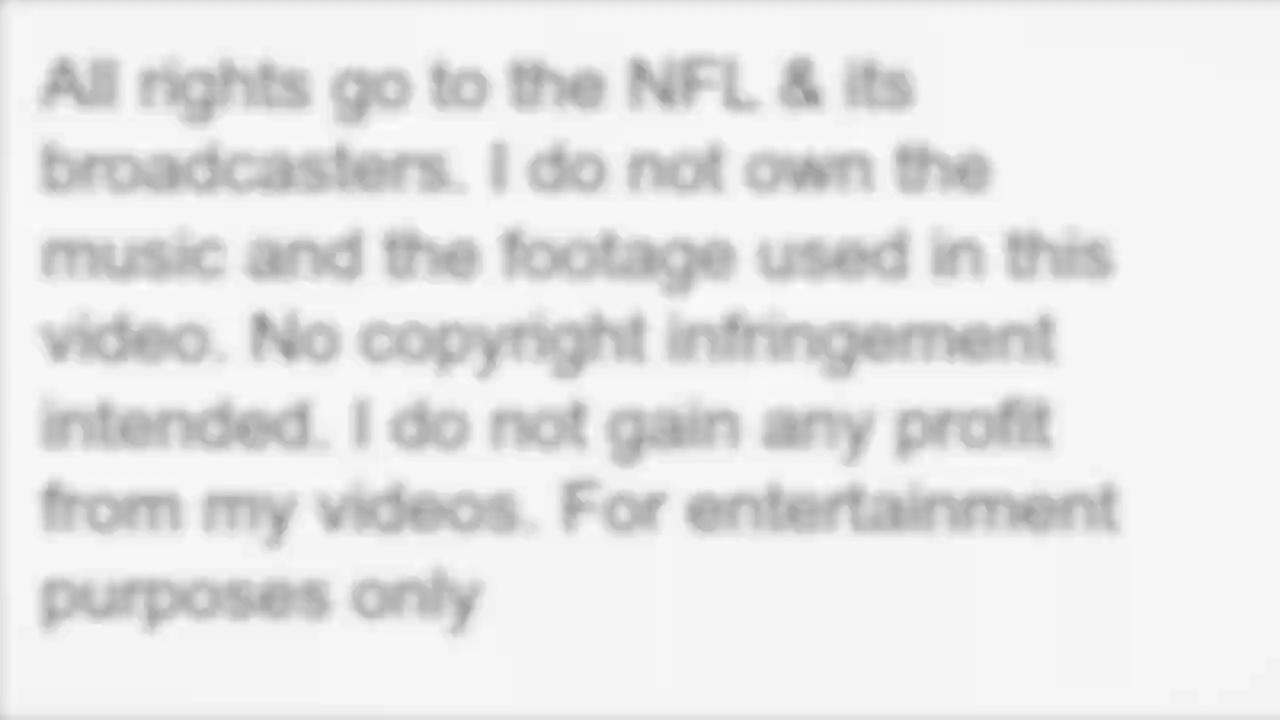 All rights go to the NFL & its
broadcasters. I do not own the
music and the footage used in this
video. No copyright infringement
intended. I do not gain any profit
from my videos. For entertainment
purposes only